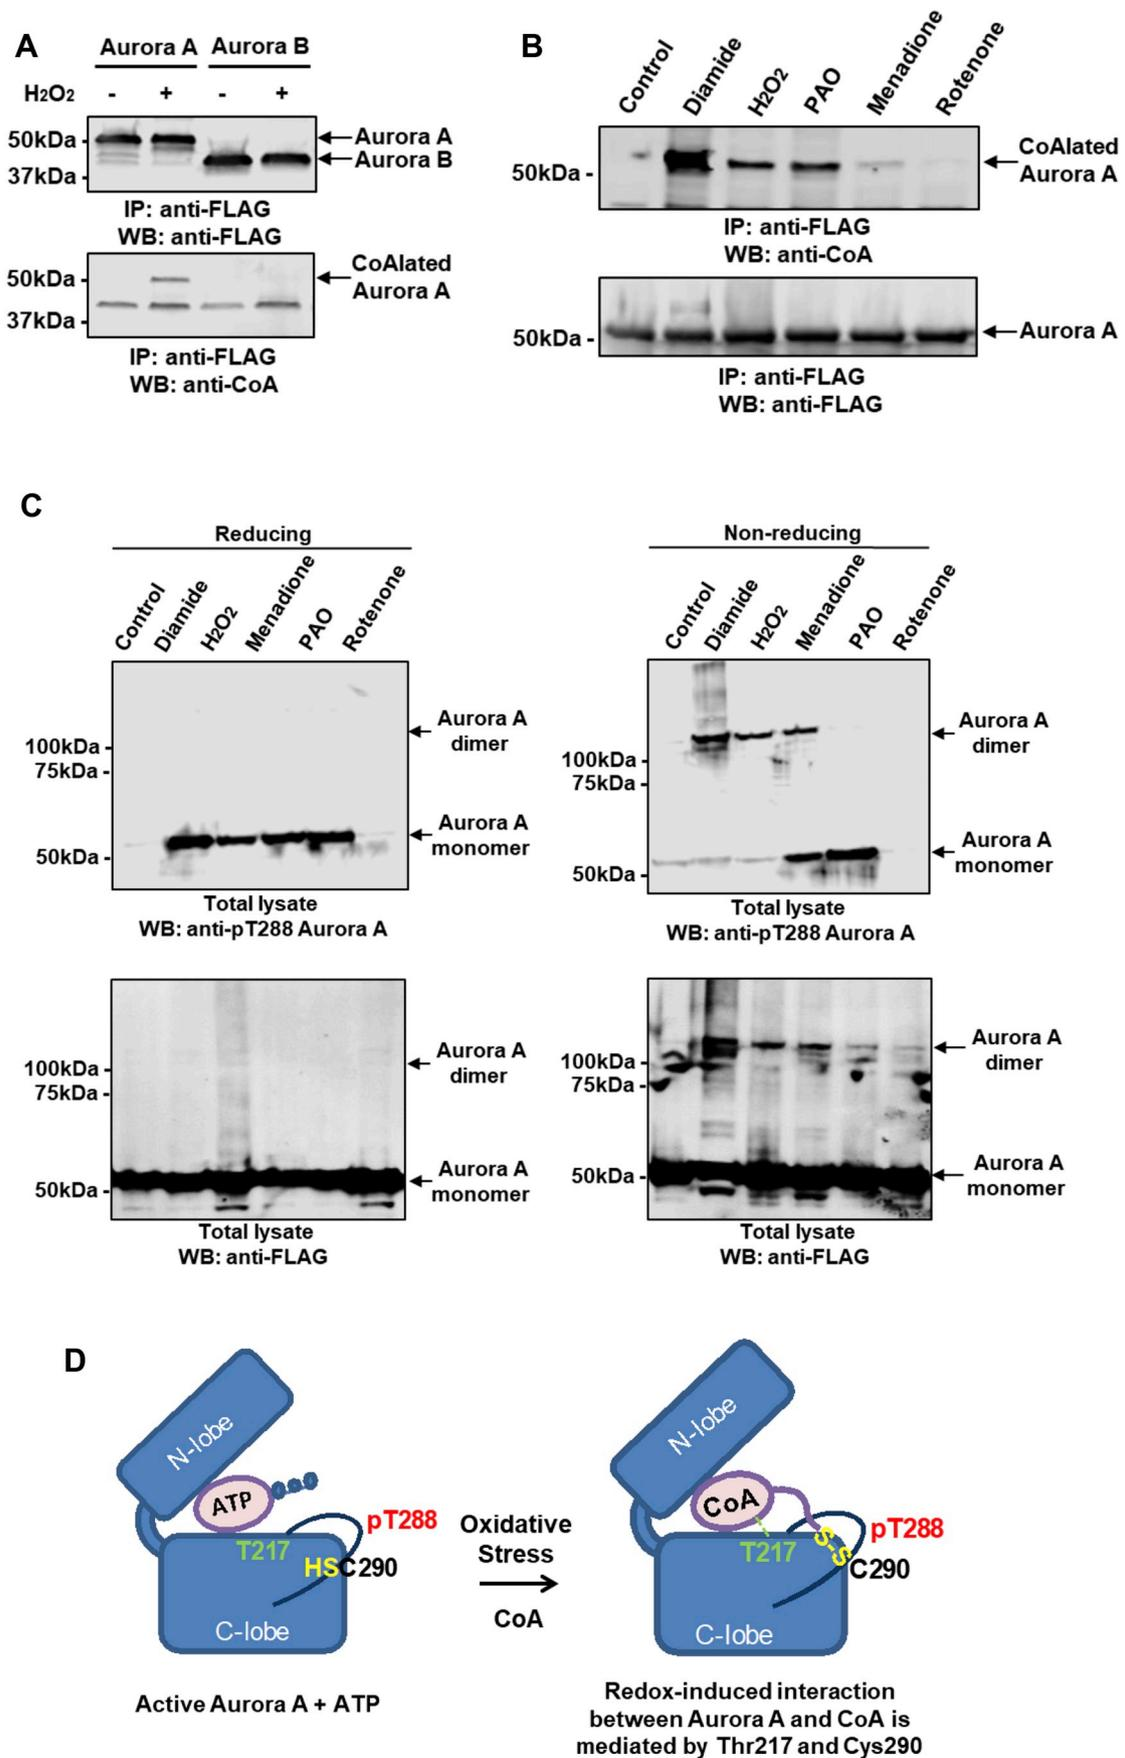 A
Aurora A Aurora B
H2O2 - + - +
50kDa
37kDa
Aurora A
Aurora B
IP: anti-FLAG
WB: anti-FLAG
50kDa
37kDa
CoAlated
Aurora A
IP: anti-FLAG
WB: anti-CoA
B
Control Diamide H2O2 PAO Menadione Rotenone
50kDa
CoAlated
Aurora A
IP: anti-FLAG
WB: anti-CoA
50kDa
Aurora A
IP: anti-FLAG
WB: anti-FLAG
C
Reducing
Control Diamide H2O2 Menadione PAO Rotenone
100kDa
75kDa
50kDa
Aurora A
dimer
Aurora A
monomer
Total lysate
WB: anti-pT288 Aurora A
100kDa
75kDa
50kDa
Aurora A
dimer
Aurora A
monomer
Total lysate
WB: anti-FLAG
Non-reducing
Control Diamide H2O2 Menadione PAO Rotenone
100kDa
75kDa
50kDa
Aurora A
dimer
Aurora A
monomer
Total lysate
WB: anti-pT288 Aurora A
100kDa
75kDa
50kDa
Aurora A
dimer
Aurora A
monomer
Total lysate
WB: anti-FLAG
D
N-lobe
ATP
pT288
T217
HSC290
C-lobe
Active Aurora A + ATP
Oxidative
Stress
CoA
N-lobe
CoA
pT288
T217
S-S
C290
C-lobe
Redox-induced interaction
between Aurora A and CoA is
mediated by Thr217 and Cys290